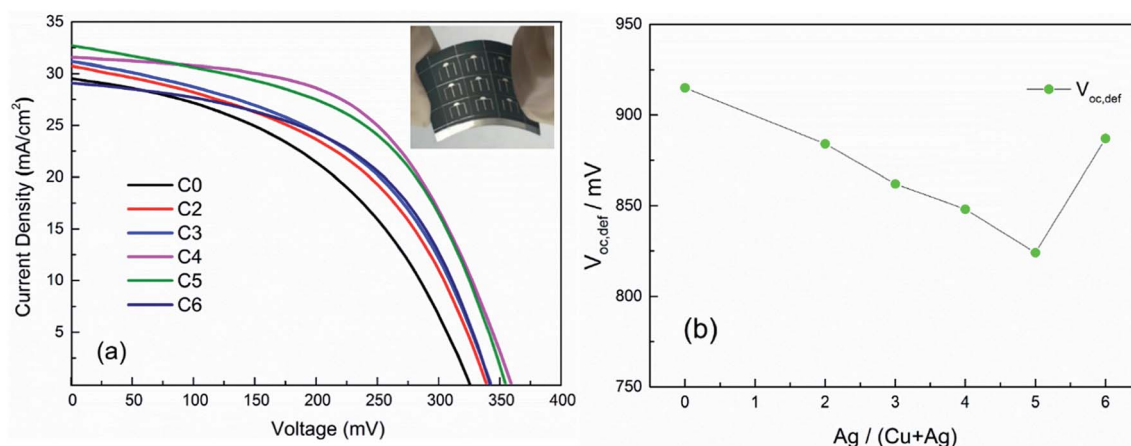 35
30
25
20
15
10
5
Current Density (mA/cm²)
C0
C2
C3
C4
C5
C6
(a)
0 50 100 150 200 250 300 350 400
Voltage (mV)
950
900
850
800
750
V_oc,def / mV
V_oc,def
(b)
0 1 2 3 4 5 6
Ag / (Cu+Ag)